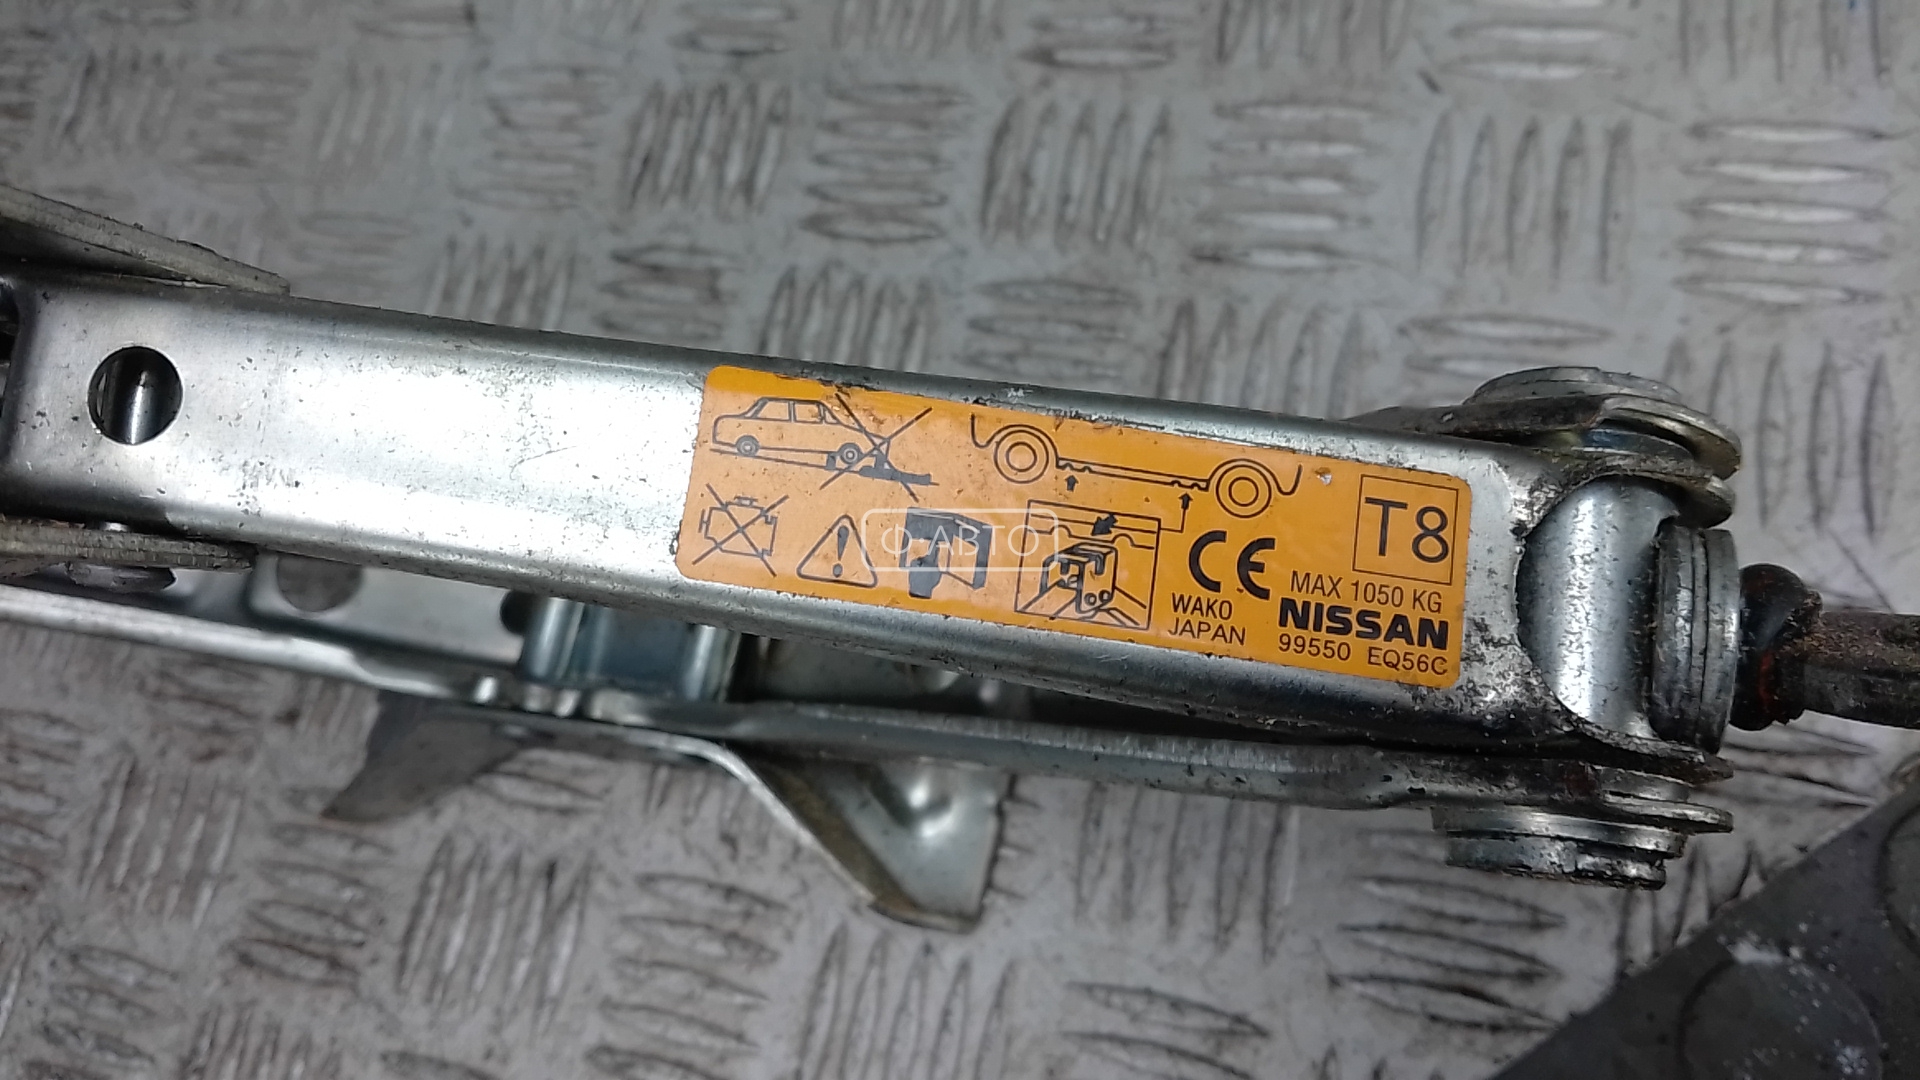 T8
Ф-АВТО
CE
MAX 1050 KG
WAKO
JAPAN
NISSAN
99550 EQ56C